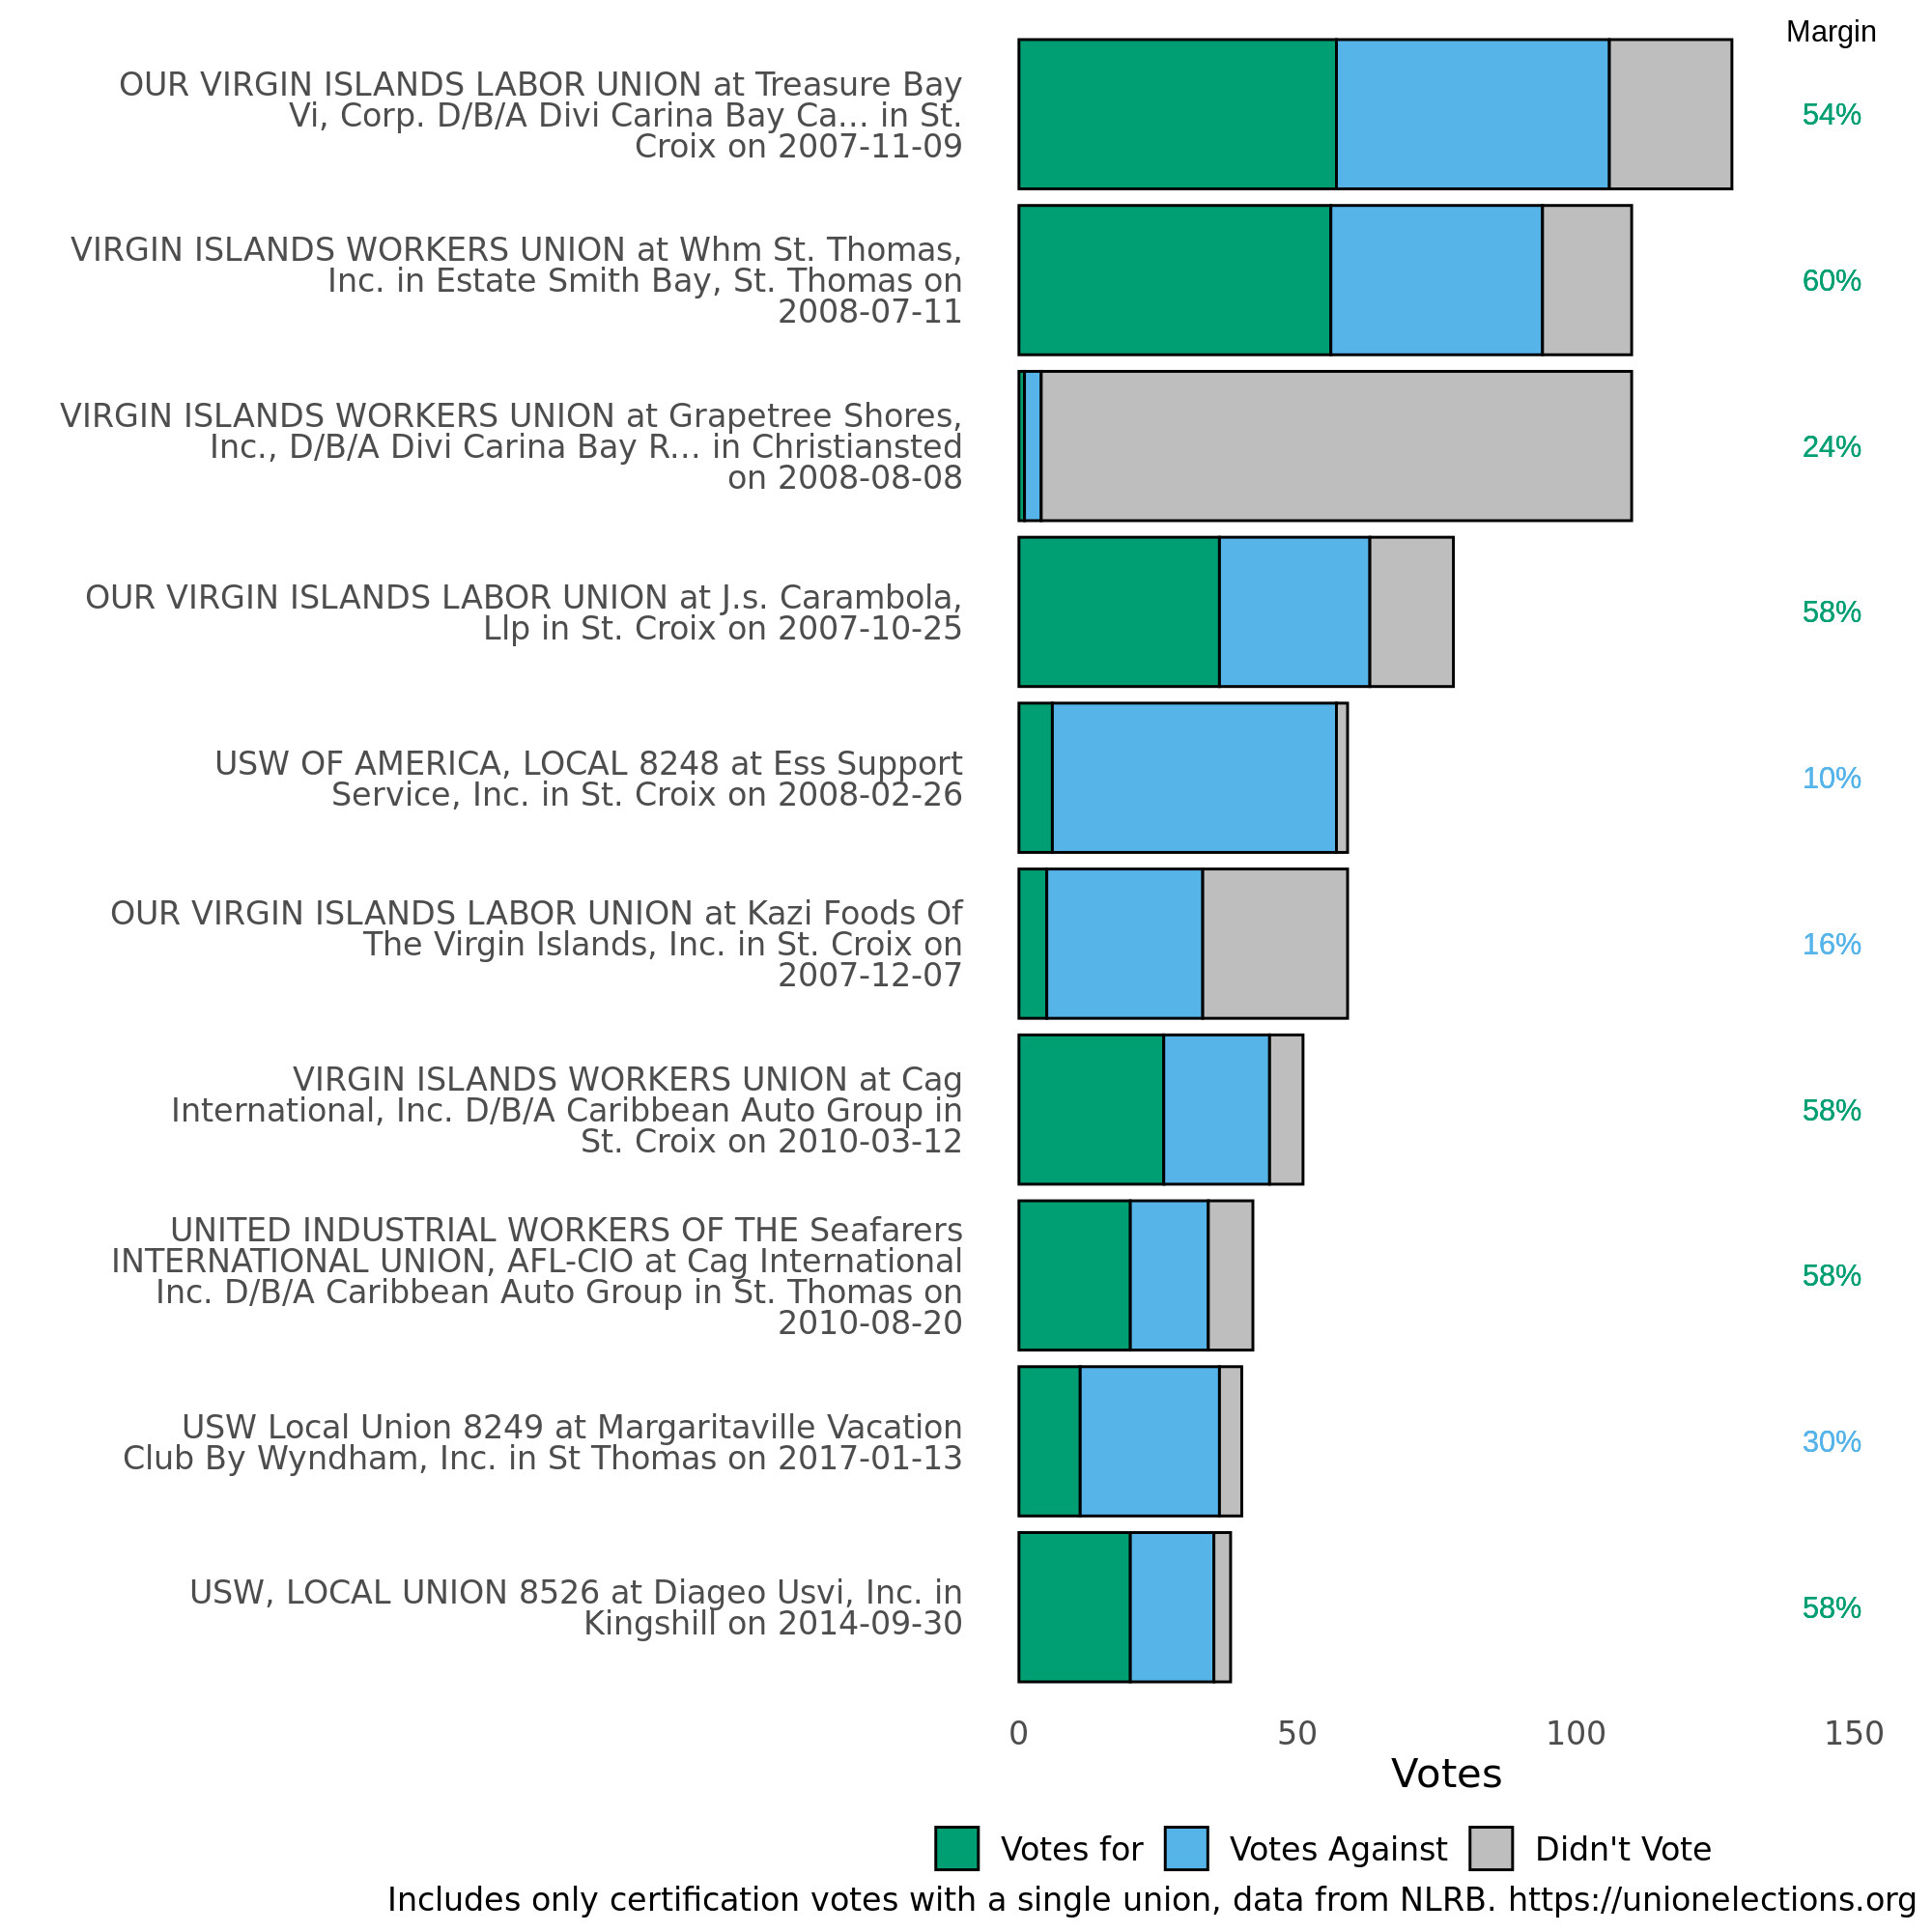 Margin
OUR VIRGIN ISLANDS LABOR UNION at Treasure Bay
Vi, Corp. D/B/A Divi Carina Bay Ca... in St.
Croix on 2007-11-09
54%
VIRGIN ISLANDS WORKERS UNION at Whm St. Thomas,
Inc. in Estate Smith Bay, St. Thomas on
2008-07-11
60%
VIRGIN ISLANDS WORKERS UNION at Grapetree Shores,
Inc., D/B/A Divi Carina Bay R... in Christiansted
on 2008-08-08
24%
OUR VIRGIN ISLANDS LABOR UNION at J.s. Carambola,
Llp in St. Croix on 2007-10-25
58%
USW OF AMERICA, LOCAL 8248 at Ess Support
Service, Inc. in St. Croix on 2008-02-26
10%
OUR VIRGIN ISLANDS LABOR UNION at Kazi Foods Of
The Virgin Islands, Inc. in St. Croix on
2007-12-07
16%
VIRGIN ISLANDS WORKERS UNION at Cag
International, Inc. D/B/A Caribbean Auto Group in
St. Croix on 2010-03-12
58%
UNITED INDUSTRIAL WORKERS OF THE Seafarers
INTERNATIONAL UNION, AFL-CIO at Cag International
Inc. D/B/A Caribbean Auto Group in St. Thomas on
2010-08-20
58%
USW Local Union 8249 at Margaritaville Vacation
Club By Wyndham, Inc. in St Thomas on 2017-01-13
30%
USW, LOCAL UNION 8526 at Diageo Usvi, Inc. in
Kingshill on 2014-09-30
58%
0 50 100 150
Votes
Votes for Votes Against Didn't Vote
Includes only certification votes with a single union, data from NLRB. https://unionelections.org